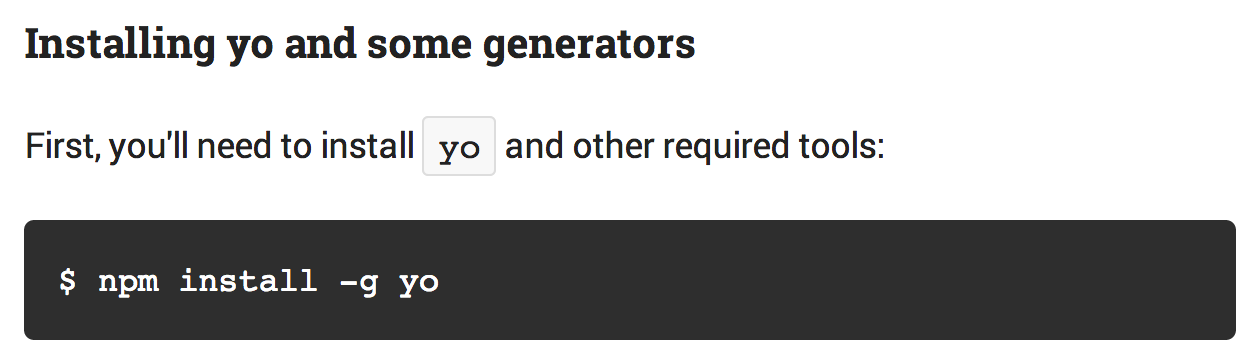 Installing yo and some generators
First, you'll need to install yo and other required tools:
$ npm install -g yo